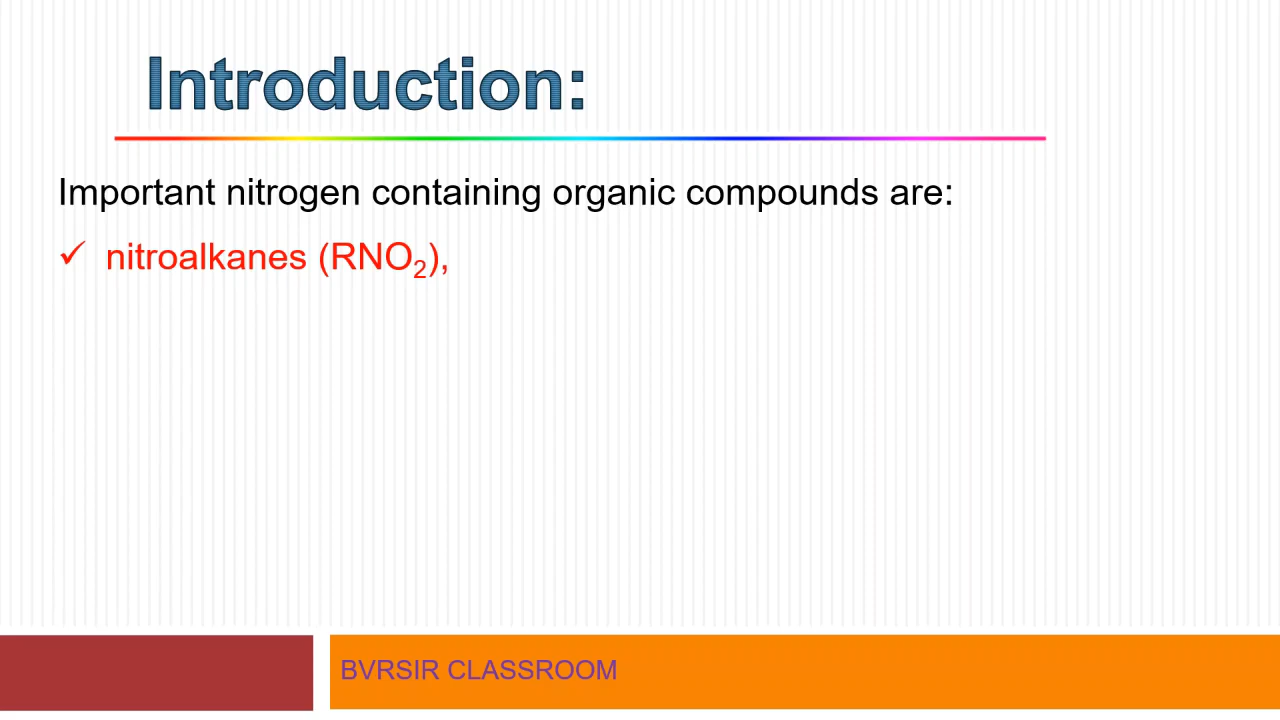 Introduction:
Important nitrogen containing organic compounds are:
✓ nitroalkanes (RNO₂),
BVRSIR CLASSROOM